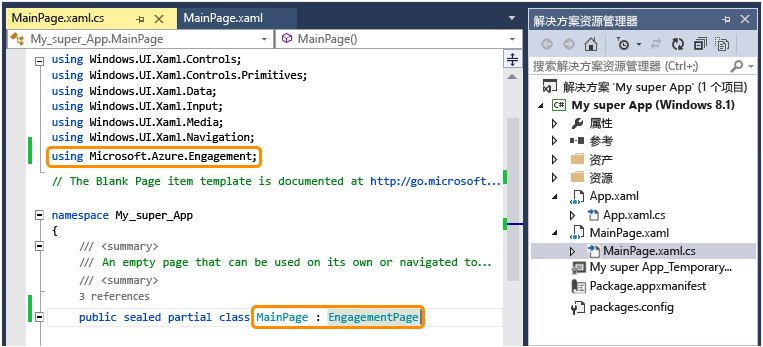 MainPage.xaml.cs
MainPage.xaml
My_super_App.MainPage
MainPage()
using Windows.UI.Xaml.Controls;
using Windows.UI.Xaml.Controls.Primitives;
using Windows.UI.Xaml.Data;
using Windows.UI.Xaml.Input;
using Windows.UI.Xaml.Media;
using Windows.UI.Xaml.Navigation;
using Microsoft.Azure.Engagement;
// The Blank Page item template is documented at http://go.microsoft...
namespace My_super_App
{
/// <summary>
/// An empty page that can be used on its own or navigated to...
/// <summary>
3 references
public sealed partial class MainPage : EngagementPage
解决方案资源管理器
搜索解决方案资源管理器 (Ctrl+;)
解决方案 'My super App' (1 个项目)
C# My super App (Windows 8.1)
属性
参考
资产
资源
App.xaml
App.xaml.cs
MainPage.xaml
MainPage.xaml.cs
My super App_Temporary...
Package.appxmanifest
packages.config